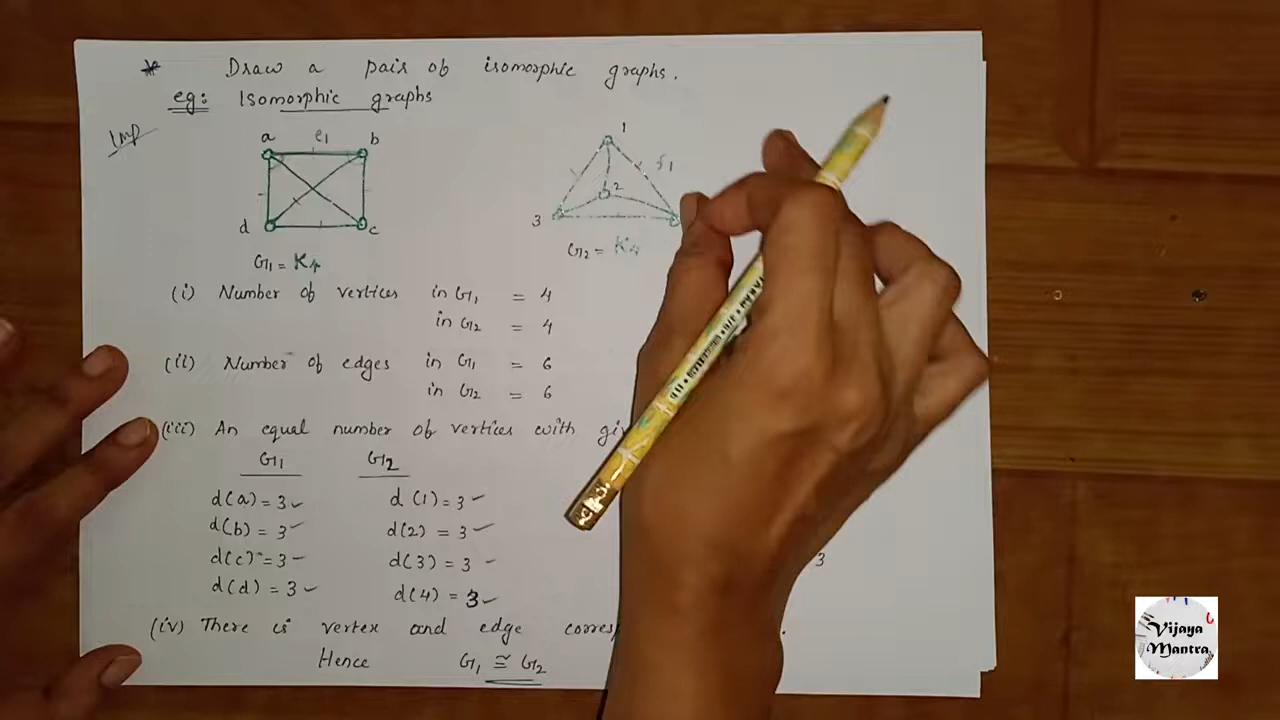 * Draw a pair of isomorphic graphs.
eg: Isomorphic graphs
Imp
a e1 b
d c
G1 = K4
1
f1
2
3
G2 = K4
(i) Number of vertices in G1 = 4
in G2 = 4
(ii) Number of edges in G1 = 6
in G2 = 6
(iii) An equal number of vertices with
G1 G2
d(a) = 3 d(1) = 3
d(b) = 3 d(2) = 3
d(c) = 3 d(3) = 3
3
d(d) = 3 d(4) = 3
(iv) There is vertex and edge
Hence G1 ≅ G2
Vijaya
Mantra